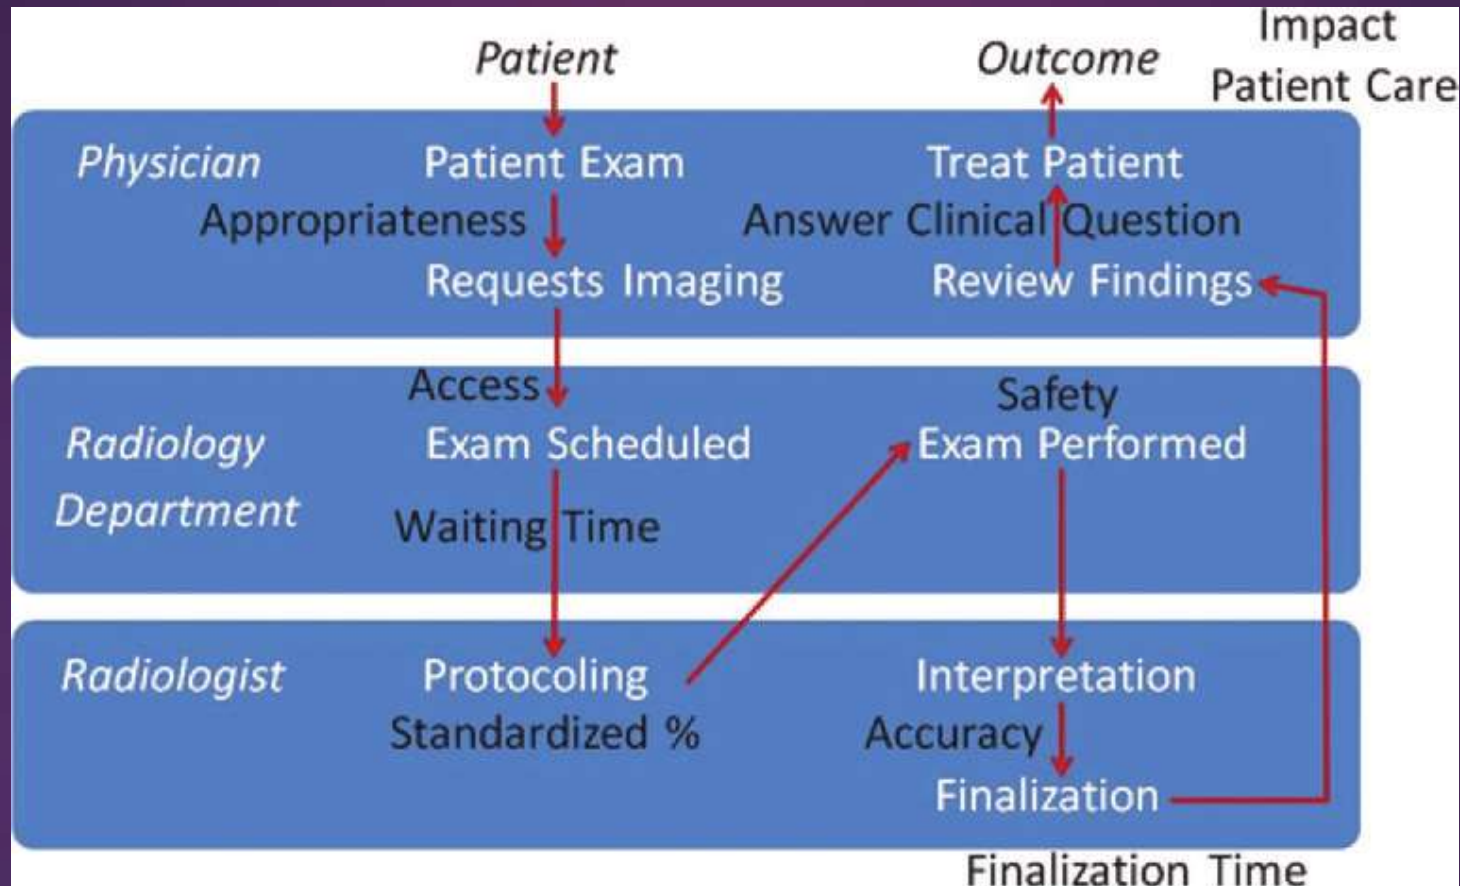 Impact
Patient Care
Patient
Outcome
Physician
Patient Exam
Treat Patient
Appropriateness
Answer Clinical Question
Requests Imaging
Review Findings
Access
Safety
Radiology
Department
Exam Scheduled
Exam Performed
Waiting Time
Radiologist
Protocoling
Interpretation
Standardized %
Accuracy
Finalization
Finalization Time